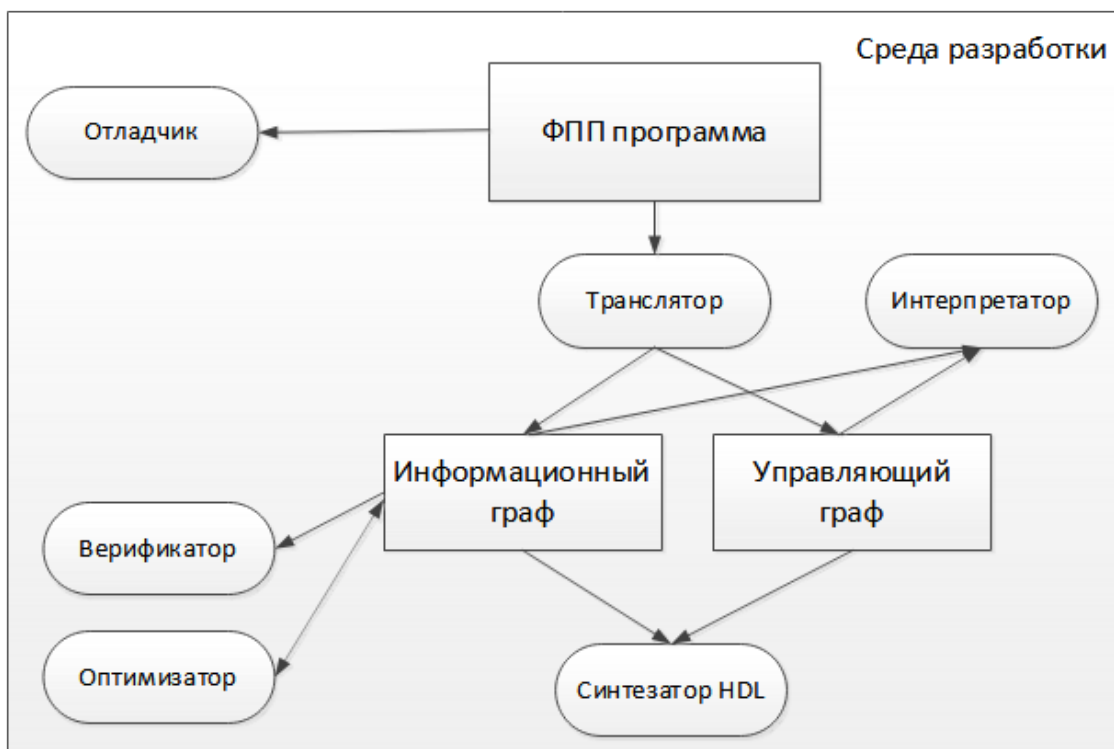 Среда разработки
ФПП программа
Отладчик
Транслятор
Интерпретатор
Информационный
граф
Управляющий
граф
Верификатор
Оптимизатор
Синтезатор HDL